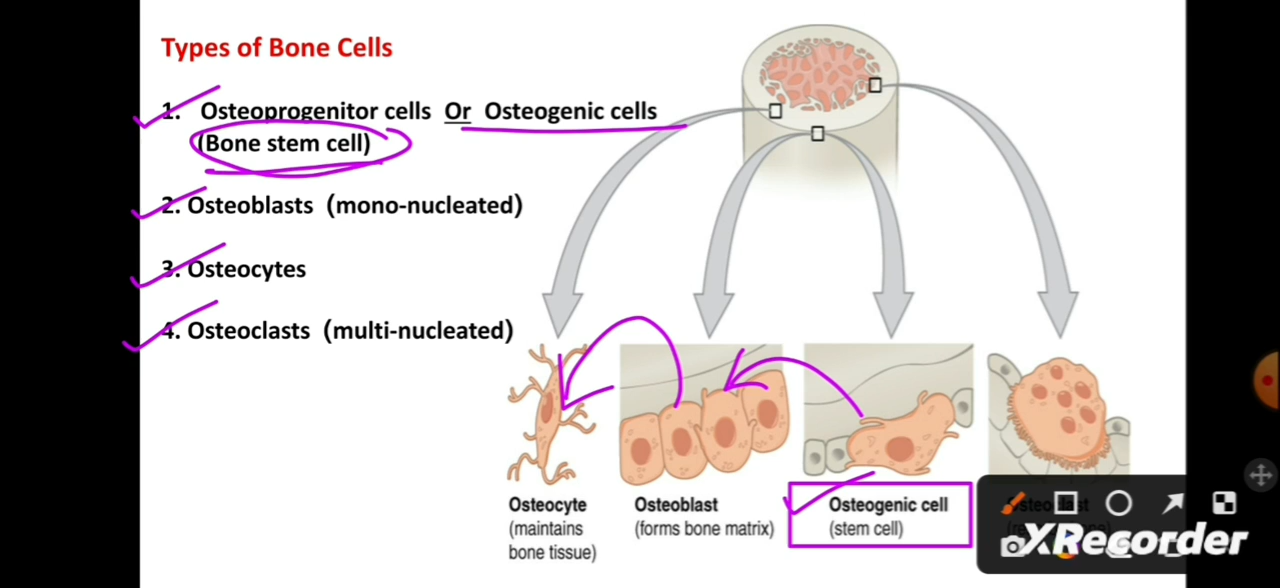 Types of Bone Cells
1. Osteoprogenitor cells Or Osteogenic cells
(Bone stem cell)
2. Osteoblasts (mono-nucleated)
3. Osteocytes
4. Osteoclasts (multi-nucleated)
Osteocyte
(maintains
bone tissue)
Osteoblast
(forms bone matrix)
Osteogenic cell
(stem cell)
XRecorder